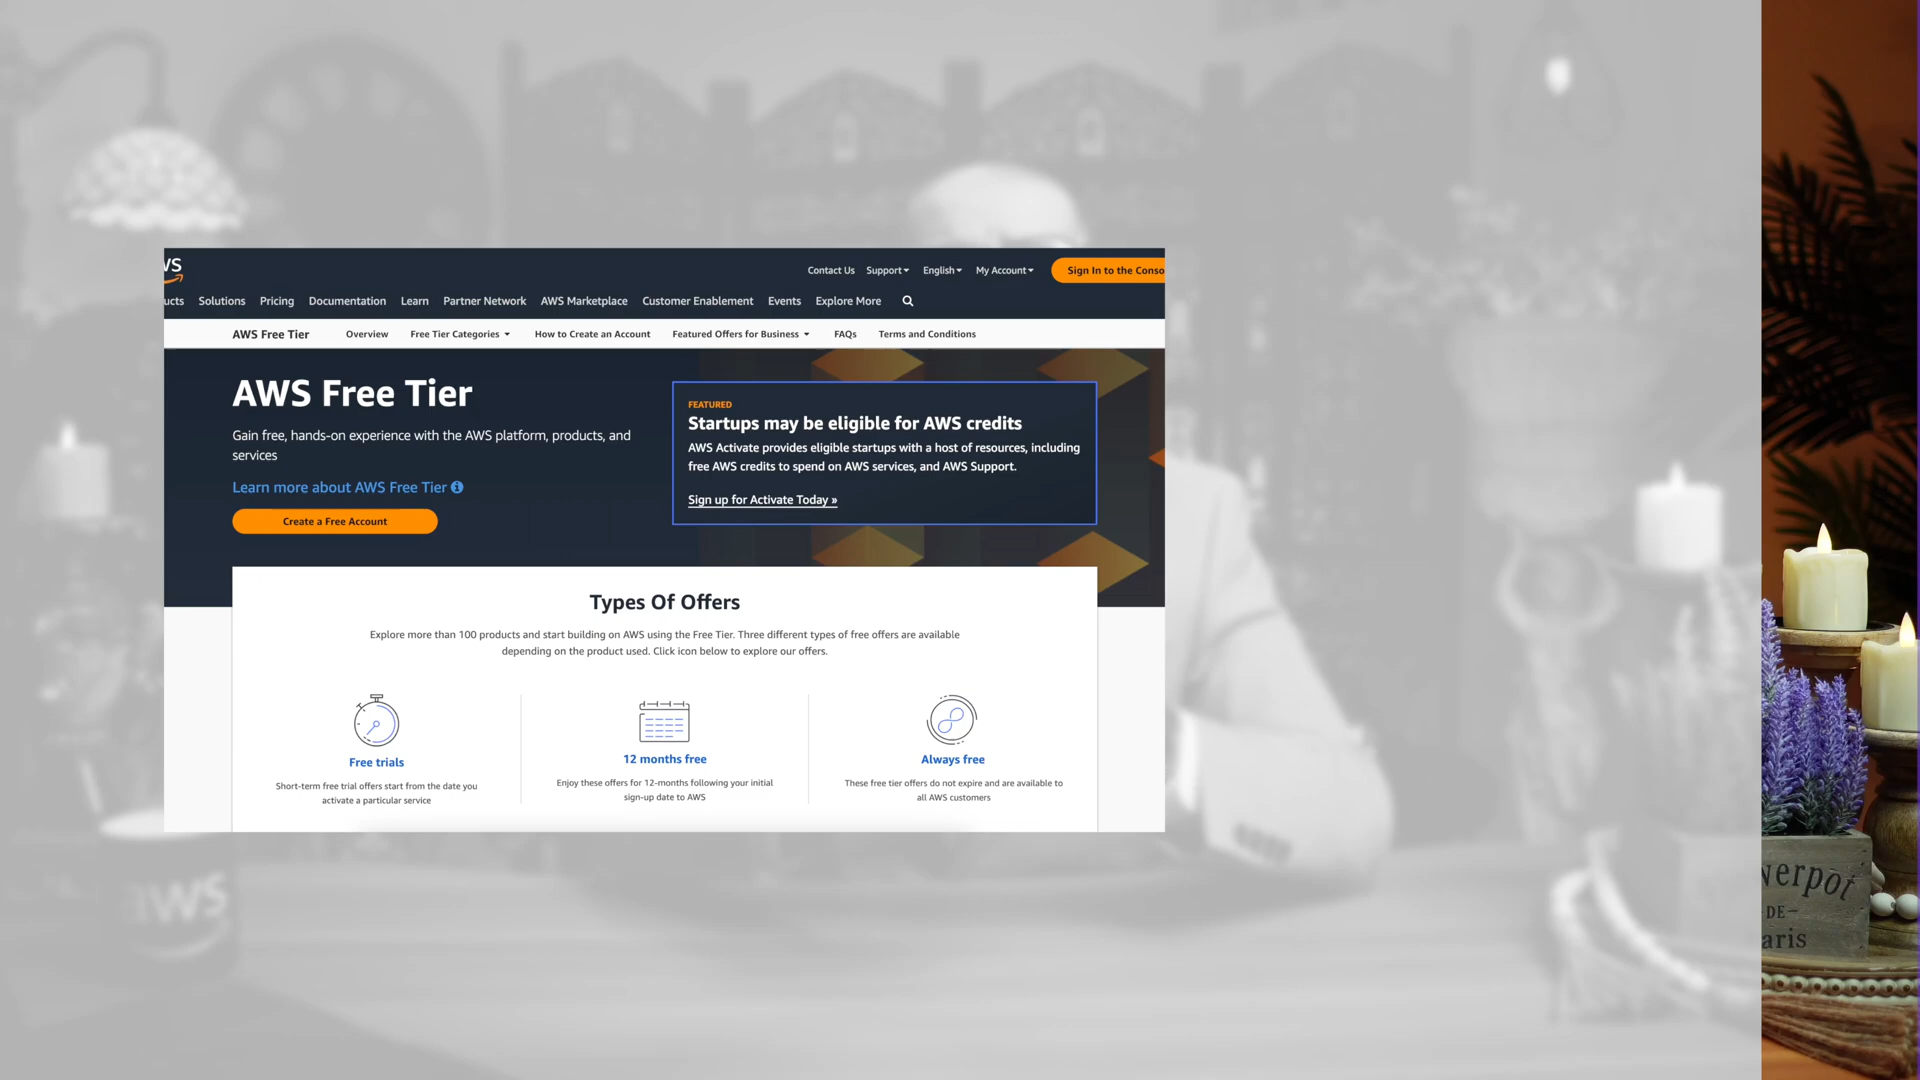 WS
Contact Us Support English My Account Sign In to the Conso
ucts Solutions Pricing Documentation Learn Partner Network AWS Marketplace Customer Enablement Events Explore More
AWS Free Tier Overview Free Tier Categories How to Create an Account Featured Offers for Business FAQs Terms and Conditions
AWS Free Tier
Gain free, hands-on experience with the AWS platform, products, and
services
Learn more about AWS Free Tier
Create a Free Account
FEATURED
Startups may be eligible for AWS credits
AWS Activate provides eligible startups with a host of resources, including
free AWS credits to spend on AWS services, and AWS Support.
Sign up for Activate Today »
Types Of Offers
Explore more than 100 products and start building on AWS using the Free Tier. Three different types of free offers are available
depending on the product used. Click icon below to explore our offers.
Free trials
Short-term free trial offers start from the date you
activate a particular service
12 months free
Enjoy these offers for 12-months following your initial
sign-up date to AWS
Always free
These free tier offers do not expire and are available to
all AWS customers
aws
werpot
DE
aris